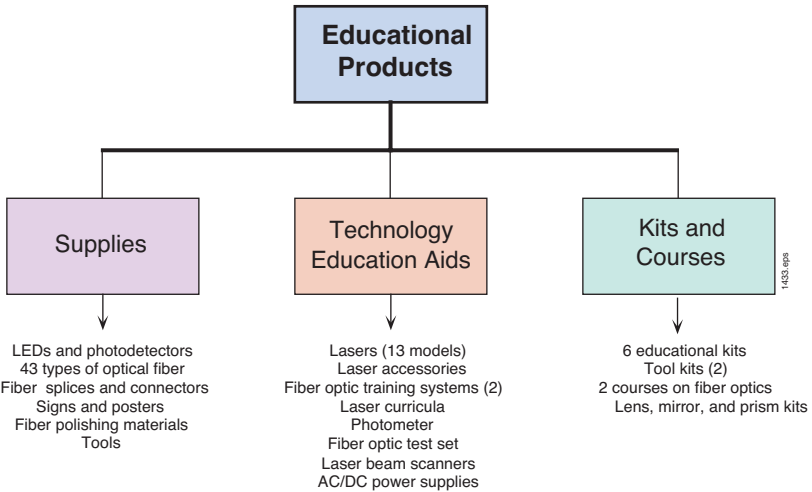 Educational
Products
Supplies
Technology
Education Aids
Kits and
Courses
1433.eps
LEDs and photodetectors
43 types of optical fiber
Fiber splices and connectors
Signs and posters
Fiber polishing materials
Tools
Lasers (13 models)
Laser accessories
Fiber optic training systems (2)
Laser curricula
Photometer
Fiber optic test set
Laser beam scanners
AC/DC power supplies
6 educational kits
Tool kits (2)
2 courses on fiber optics
Lens, mirror, and prism kits